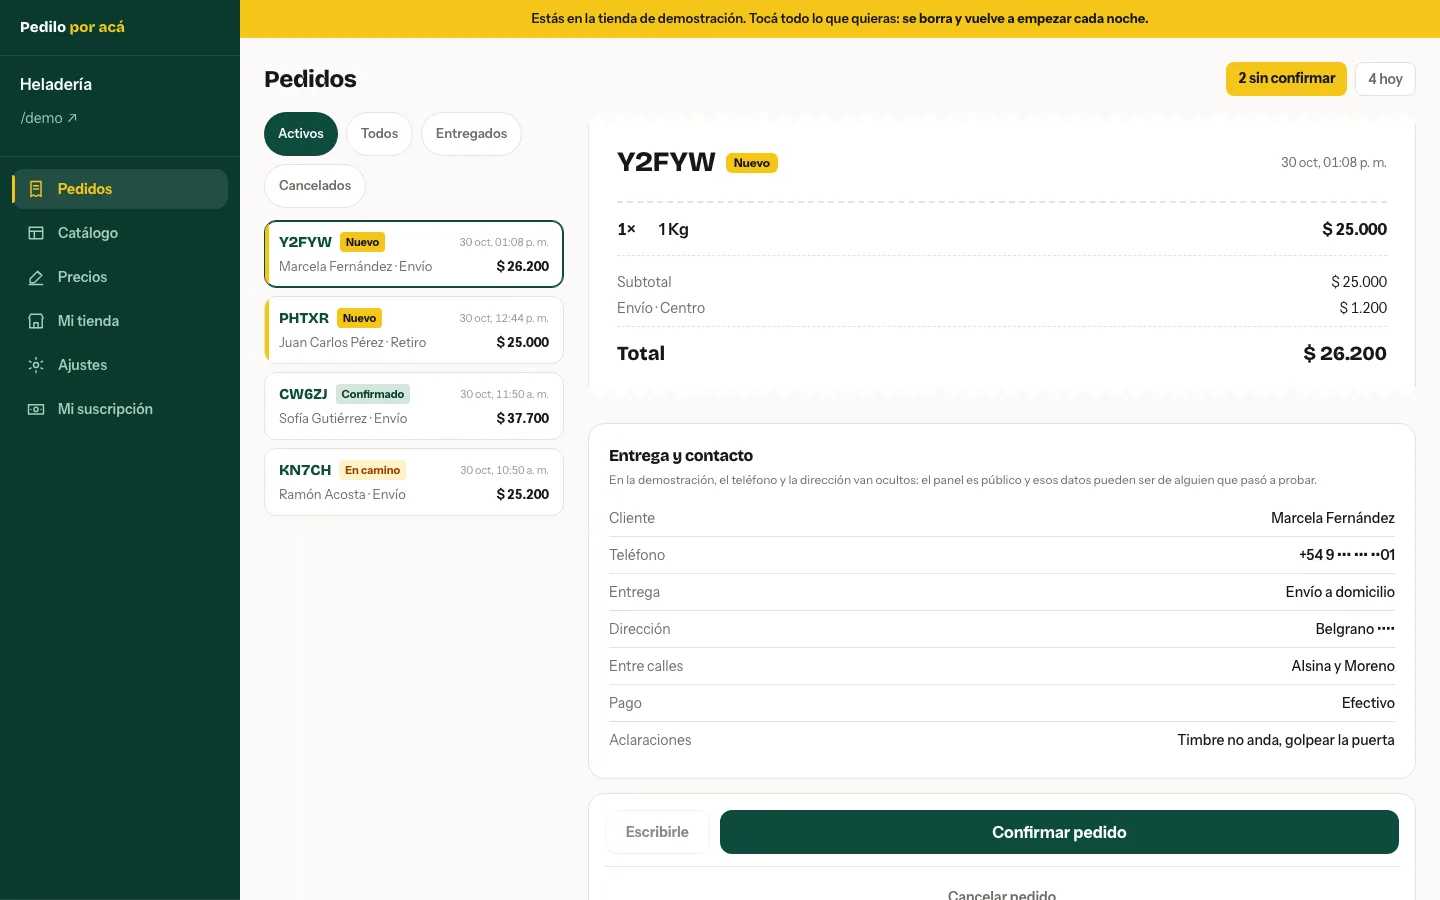 Pedilo por acá
Heladería
/demo ↗
Pedidos
Catálogo
Precios
Mi tienda
Ajustes
Mi suscripción
Estás en la tienda de demostración. Tocá todo lo que quieras: se borra y vuelve a empezar cada noche.
Pedidos
2 sin confirmar
4 hoy
Activos
Todos
Entregados
Cancelados
Y2FYW Nuevo 30 oct, 01:08 p. m.
Marcela Fernández · Envío $ 26.200
PHTXR Nuevo 30 oct, 12:44 p. m.
Juan Carlos Pérez · Retiro $ 25.000
CW6ZJ Confirmado 30 oct, 11:50 a. m.
Sofía Gutiérrez · Envío $ 37.700
KN7CH En camino 30 oct, 10:50 a. m.
Ramón Acosta · Envío $ 25.200
Y2FYW Nuevo 30 oct, 01:08 p. m.
1× 1 Kg $ 25.000
Subtotal $ 25.000
Envío · Centro $ 1.200
Total $ 26.200
Entrega y contacto
En la demostración, el teléfono y la dirección van ocultos: el panel es público y esos datos pueden ser de alguien que pasó a probar.
Cliente Marcela Fernández
Teléfono +54 9 ··· ··· ··01
Entrega Envío a domicilio
Dirección Belgrano ····
Entre calles Alsina y Moreno
Pago Efectivo
Aclaraciones Timbre no anda, golpear la puerta
Escribirle
Confirmar pedido
Cancelar pedido